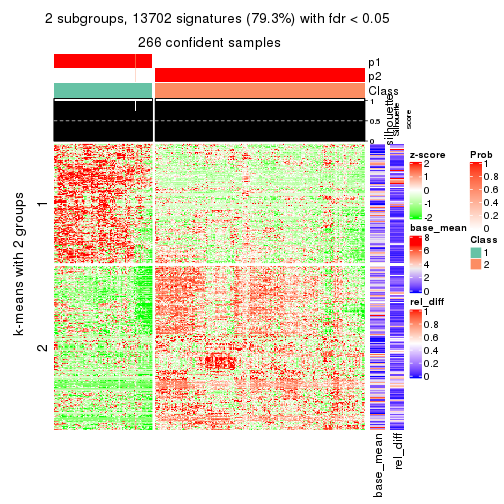 2 subgroups, 13702 signatures (79.3%) with fdr < 0.05
266 confident samples
p1
p2
Class
1
0.5
0
silhouette
Silhouette
score
k-means with 2 groups
1
2
base_mean
rel_diff
z-score
2
1
0
-1
-2
base_mean
8
6
4
2
0
rel_diff
1
0.8
0.6
0.4
0.2
0
Prob
1
0.8
0.6
0.4
0.2
0
Class
1
2